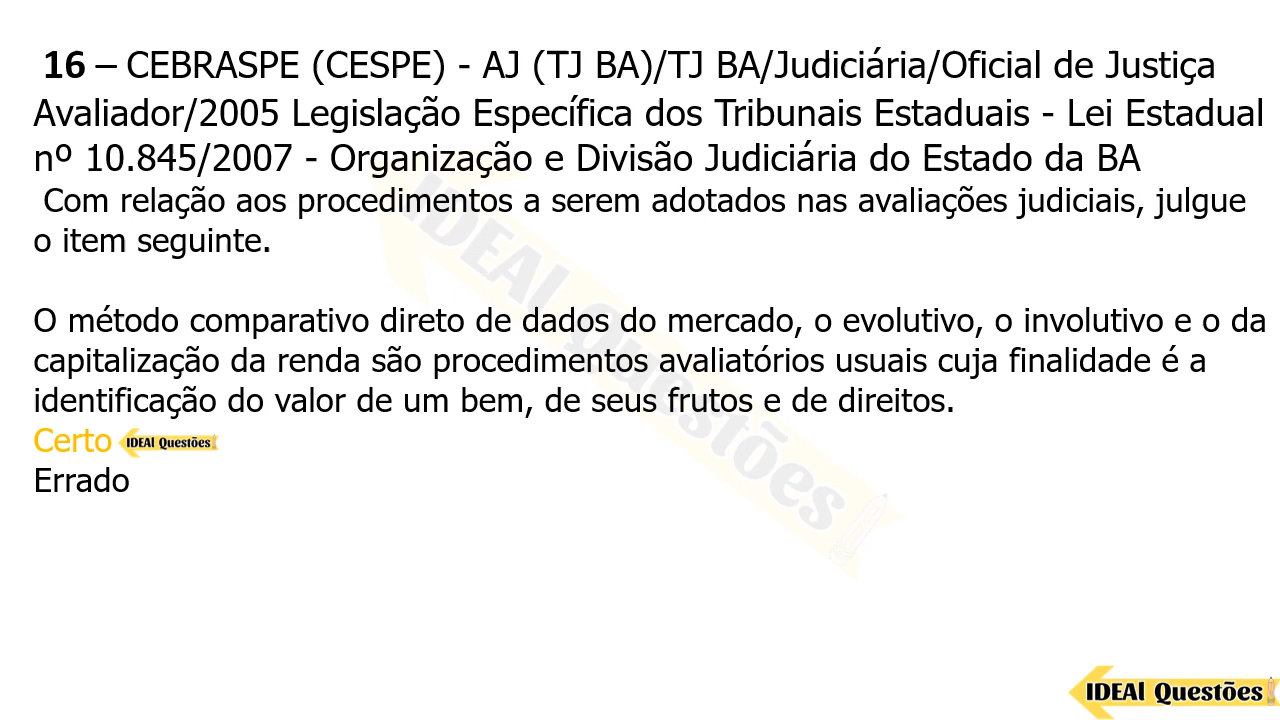 16 – CEBRASPE (CESPE) - AJ (TJ BA)/TJ BA/Judiciária/Oficial de Justiça
Avaliador/2005 Legislação Específica dos Tribunais Estaduais - Lei Estadual
nº 10.845/2007 - Organização e Divisão Judiciária do Estado da BA
Com relação aos procedimentos a serem adotados nas avaliações judiciais, julgue
o item seguinte.
O método comparativo direto de dados do mercado, o evolutivo, o involutivo e o da
capitalização da renda são procedimentos avaliatórios usuais cuja finalidade é a
identificação do valor de um bem, de seus frutos e de direitos.
Certo IDEAl Questões
Errado
IDEAl Questões
IDEAl Questões